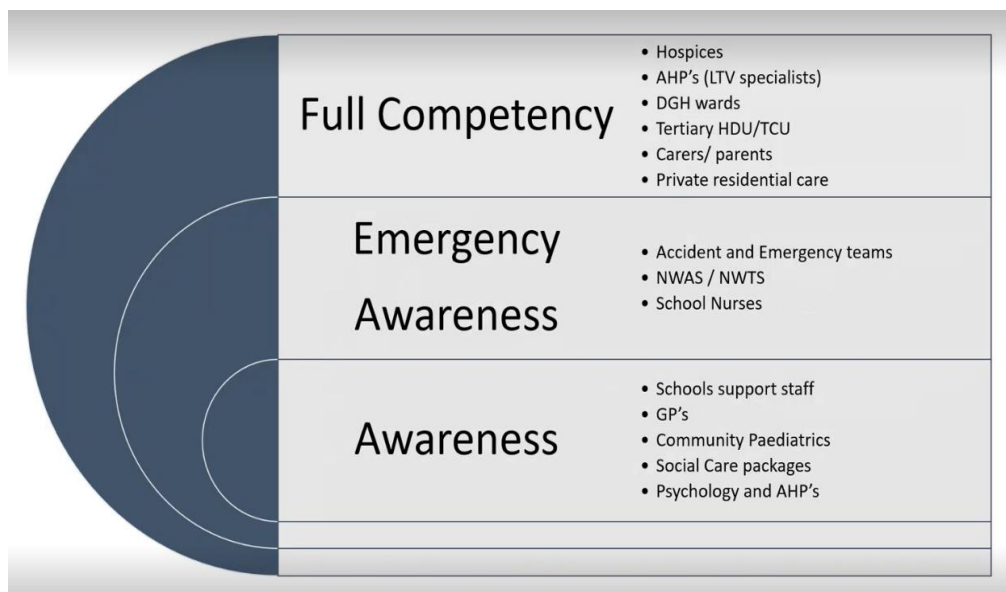 Full Competency
• Hospices
• AHP's (LTV specialists)
• DGH wards
• Tertiary HDU/TCU
• Carers/ parents
• Private residential care
Emergency
Awareness
• Accident and Emergency teams
• NWAS / NWTS
• School Nurses
Awareness
• Schools support staff
• GP's
• Community Paediatrics
• Social Care packages
• Psychology and AHP's